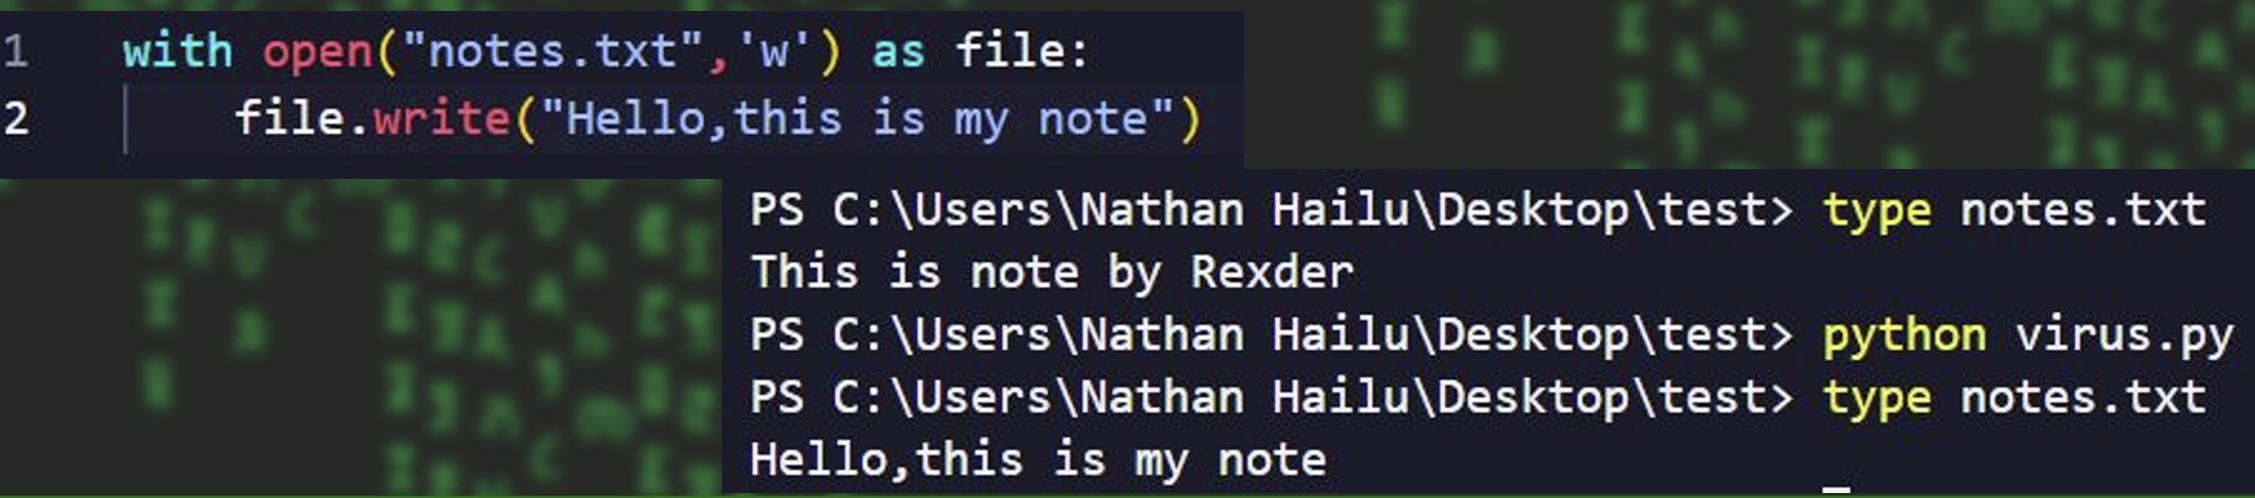 1 with open("notes.txt",'w') as file:
2 file.write("Hello,this is my note")
PS C:\Users\Nathan Hailu\Desktop\test> type notes.txt
This is note by Rexder
PS C:\Users\Nathan Hailu\Desktop\test> python virus.py
PS C:\Users\Nathan Hailu\Desktop\test> type notes.txt
Hello,this is my note